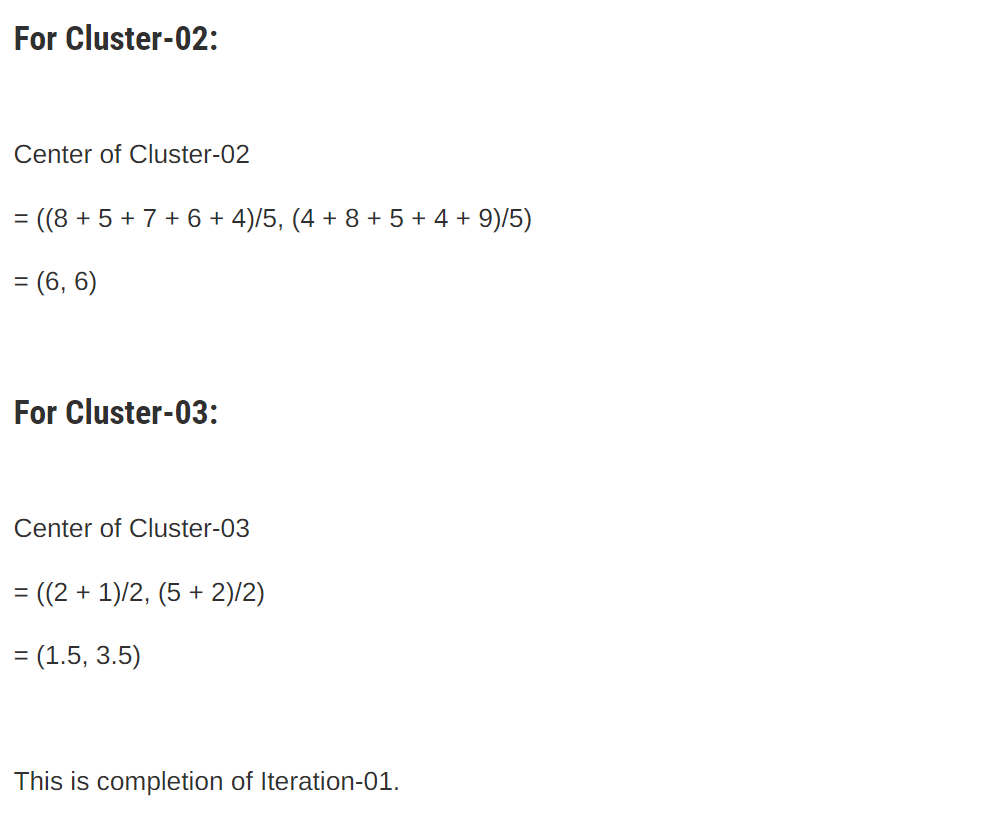 For Cluster-02:
Center of Cluster-02
= ((8 + 5 + 7 + 6 + 4)/5, (4 + 8 + 5 + 4 + 9)/5)
= (6, 6)
For Cluster-03:
Center of Cluster-03
= ((2 + 1)/2, (5 + 2)/2)
= (1.5, 3.5)
This is completion of Iteration-01.